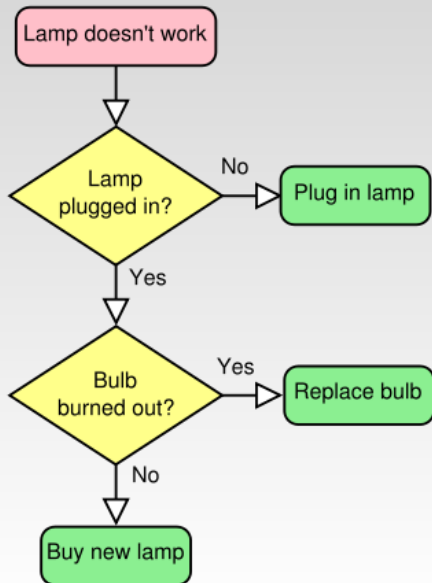 Lamp doesn't work
Lamp
plugged in?
No
Plug in lamp
Yes
Bulb
burned out?
Yes
Replace bulb
No
Buy new lamp